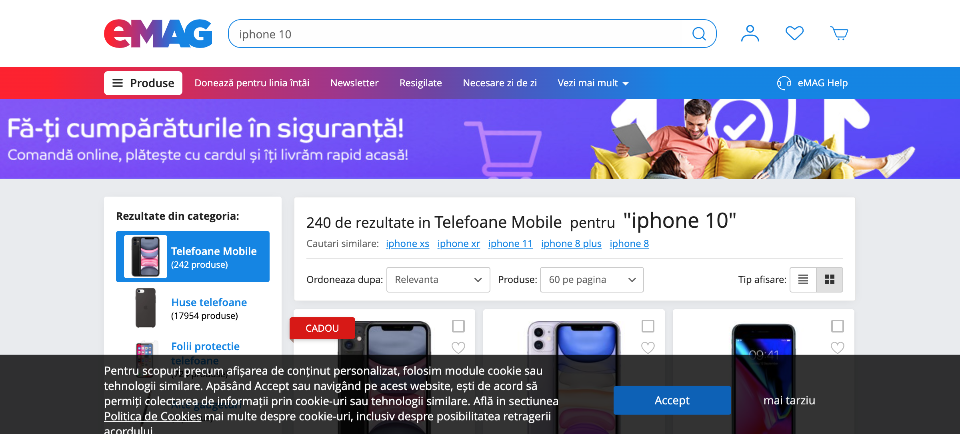 eMAG
iphone 10
Produse
Donează pentru linia întâi
Newsletter
Resigilate
Necesare zi de zi
Vezi mai mult
eMAG Help
Fă-ți cumpărăturile în siguranță!
Comandă online, plătește cu cardul și îți livrăm rapid acasă!
Rezultate din categoria:
Telefoane Mobile
(242 produse)
Huse telefoane
(17954 produse)
Folii protectie
telefoane
240 de rezultate in Telefoane Mobile pentru "iphone 10"
Cautari similare: iphone xs iphone xr iphone 11 iphone 8 plus iphone 8
Ordoneaza dupa: Relevanta Produse: 60 pe pagina Tip afisare:
CADOU
09:41
Pentru scopuri precum afișarea de conținut personalizat, folosim module cookie sau
tehnologii similare. Apăsând Accept sau navigând pe acest website, ești de acord să
permiți colectarea de informații prin cookie-uri sau tehnologii similare. Află in sectiunea
Politica de Cookies mai multe despre cookie-uri, inclusiv despre posibilitatea retragerii
acordului.
Accept
mai tarziu